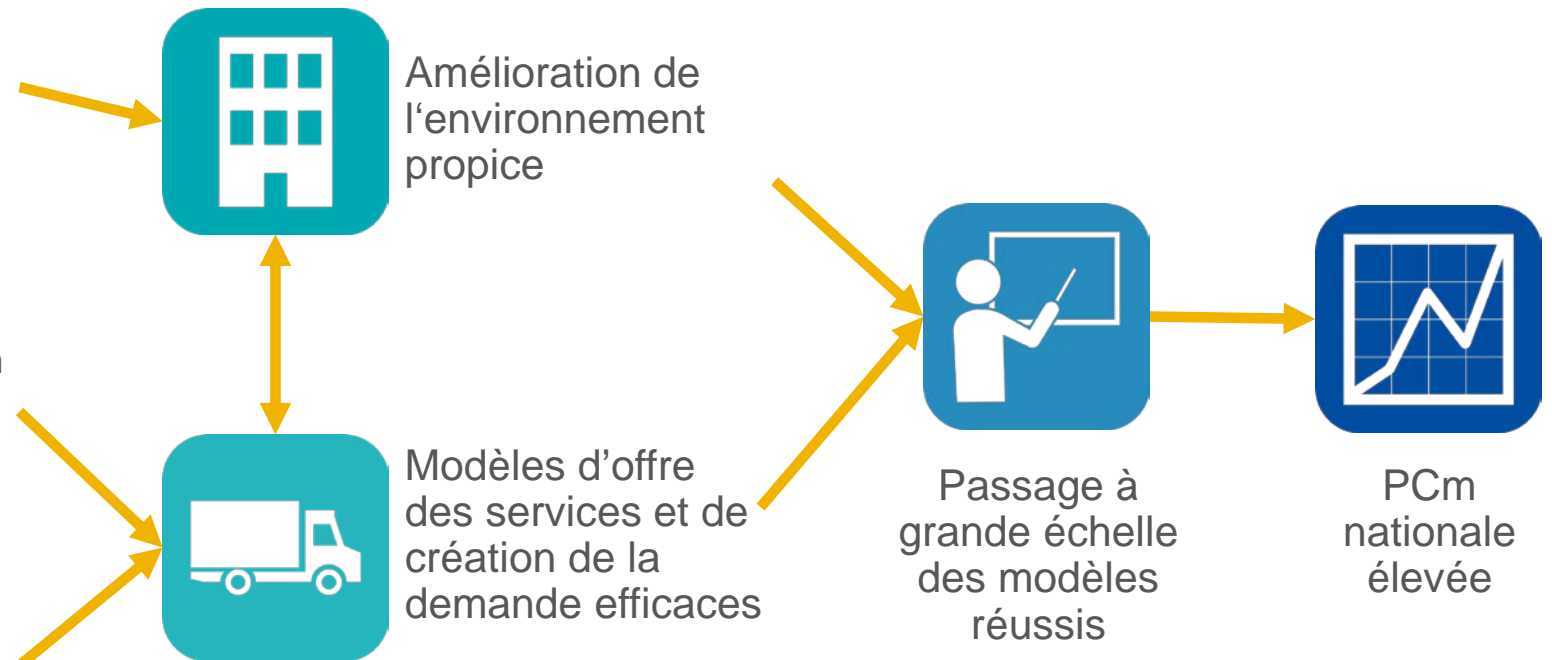 Amélioration de
l‘environnement
propice
Modèles d’offre
des services et de
création de la
demande efficaces
Passage à
grande échelle
des modèles
réussis
PCm
nationale
élevée